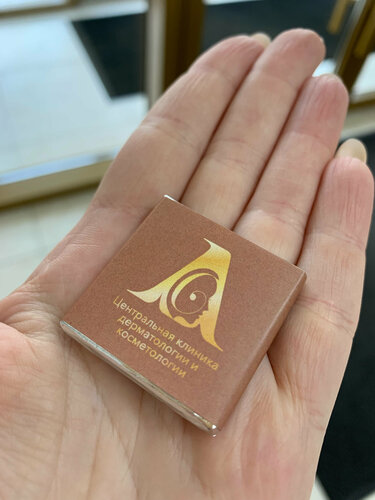 Центральная клиника
дерматологии и
косметологии